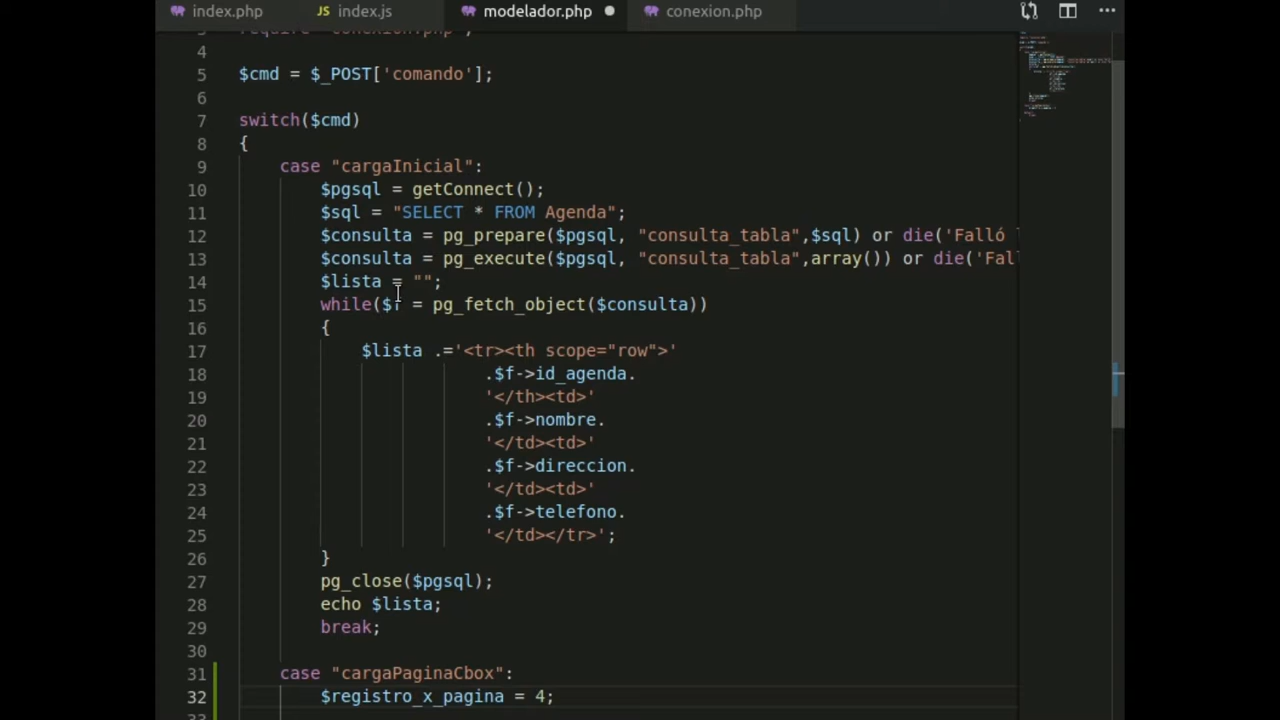 index.php JS index.js modelador.php conexion.php
4
5 $cmd = $_POST['comando'];
6
7 switch($cmd)
8 {
9 case "cargaInicial":
10 $pgsql = getConnect();
11 $sql = "SELECT * FROM Agenda";
12 $consulta = pg_prepare($pgsql, "consulta_tabla",$sql) or die('Falló
13 $consulta = pg_execute($pgsql, "consulta_tabla",array()) or die('Fal
14 $lista = "";
15 while($f = pg_fetch_object($consulta))
16 {
17 $lista .='<tr><th scope="row">'
18 .$f->id_agenda.
19 '</th><td>'
20 .$f->nombre.
21 '</td><td>'
22 .$f->direccion.
23 '</td><td>'
24 .$f->telefono.
25 '</td></tr>';
26 }
27 pg_close($pgsql);
28 echo $lista;
29 break;
30
31 case "cargaPaginaCbox":
32 $registro_x_pagina = 4;